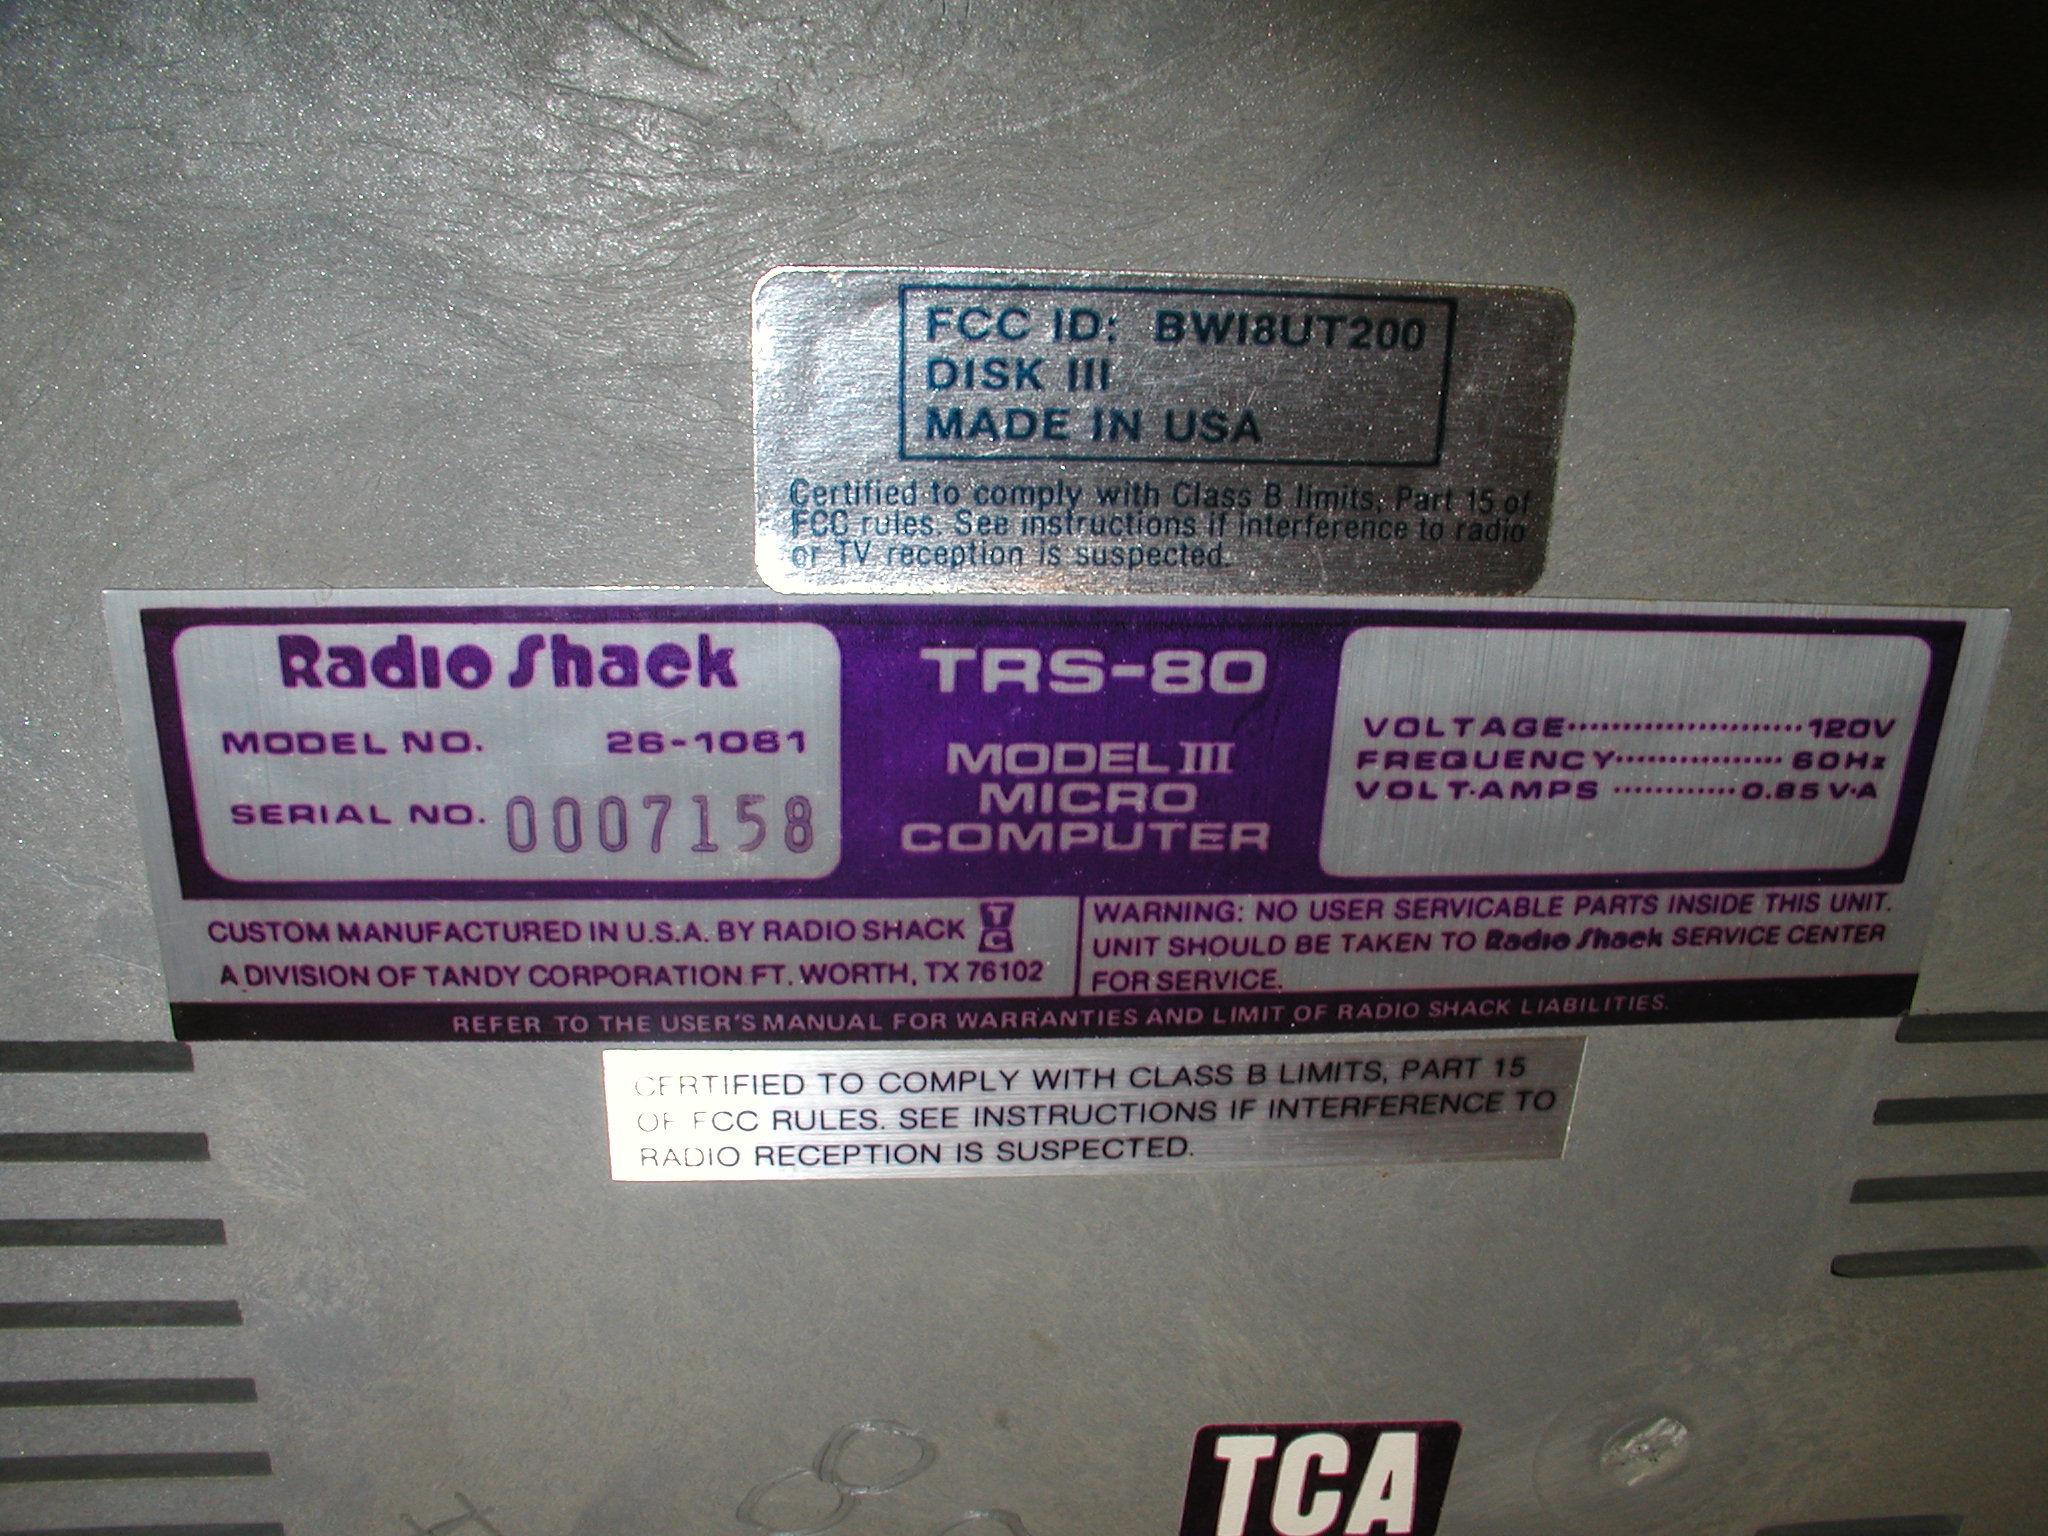 FCC ID: BWI8UT200
DISK III
MADE IN USA
Certified to comply with Class B limits, Part 15 of
FCC rules. See instructions if interference to radio
or TV reception is suspected.
Radio Shack
MODEL NO. 26-1061
SERIAL NO. 0007158
TRS-80
MODEL III
MICRO
COMPUTER
VOLTAGE······················120V
FREQUENCY················60Hz
VOLT·AMPS ············0.85 V·A
CUSTOM MANUFACTURED IN U.S.A. BY RADIO SHACK TC
A DIVISION OF TANDY CORPORATION FT. WORTH, TX 76102
WARNING: NO USER SERVICABLE PARTS INSIDE THIS UNIT.
UNIT SHOULD BE TAKEN TO Radio Shack SERVICE CENTER
FOR SERVICE.
REFER TO THE USER'S MANUAL FOR WARRANTIES AND LIMIT OF RADIO SHACK LIABILITIES.
CERTIFIED TO COMPLY WITH CLASS B LIMITS, PART 15
OF FCC RULES. SEE INSTRUCTIONS IF INTERFERENCE TO
RADIO RECEPTION IS SUSPECTED.
TCA